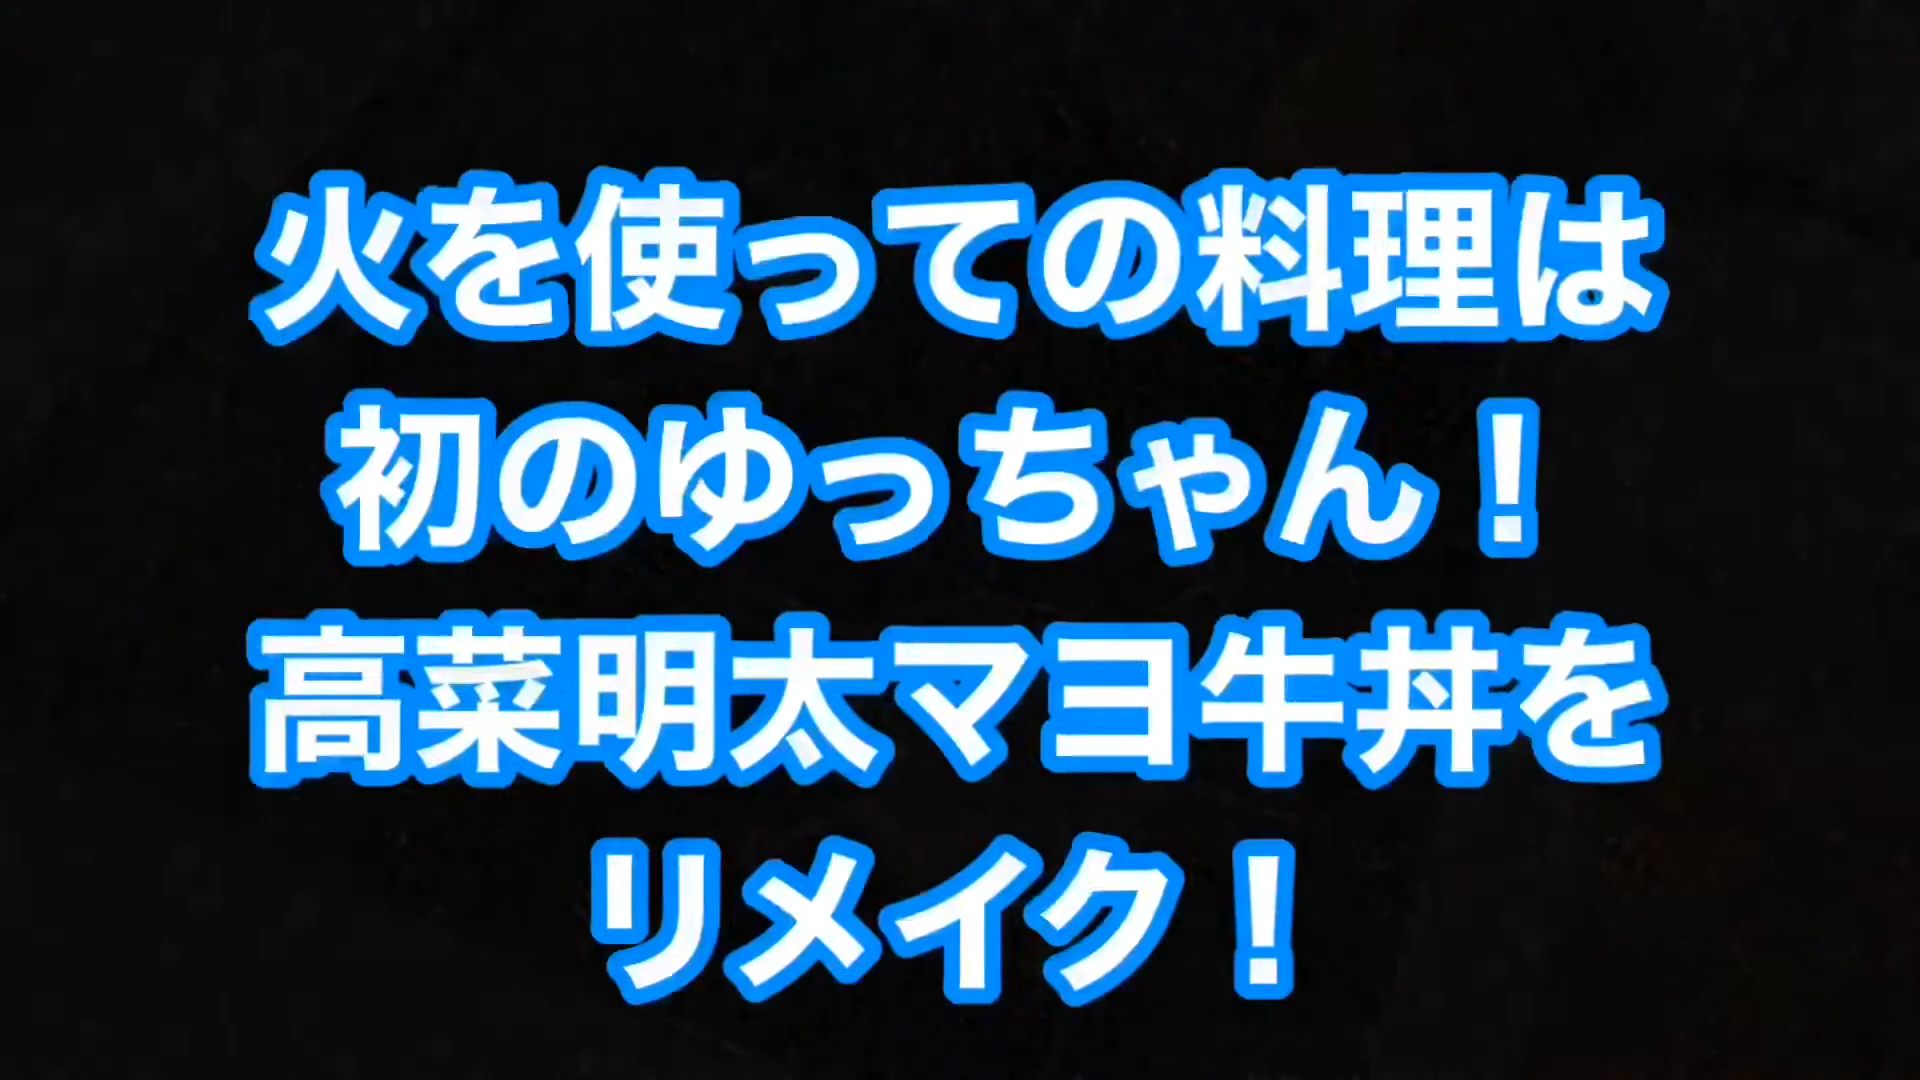 火を使っての料理は
初のゆっちゃん！
高菜明太マヨ牛丼を
リメイク！